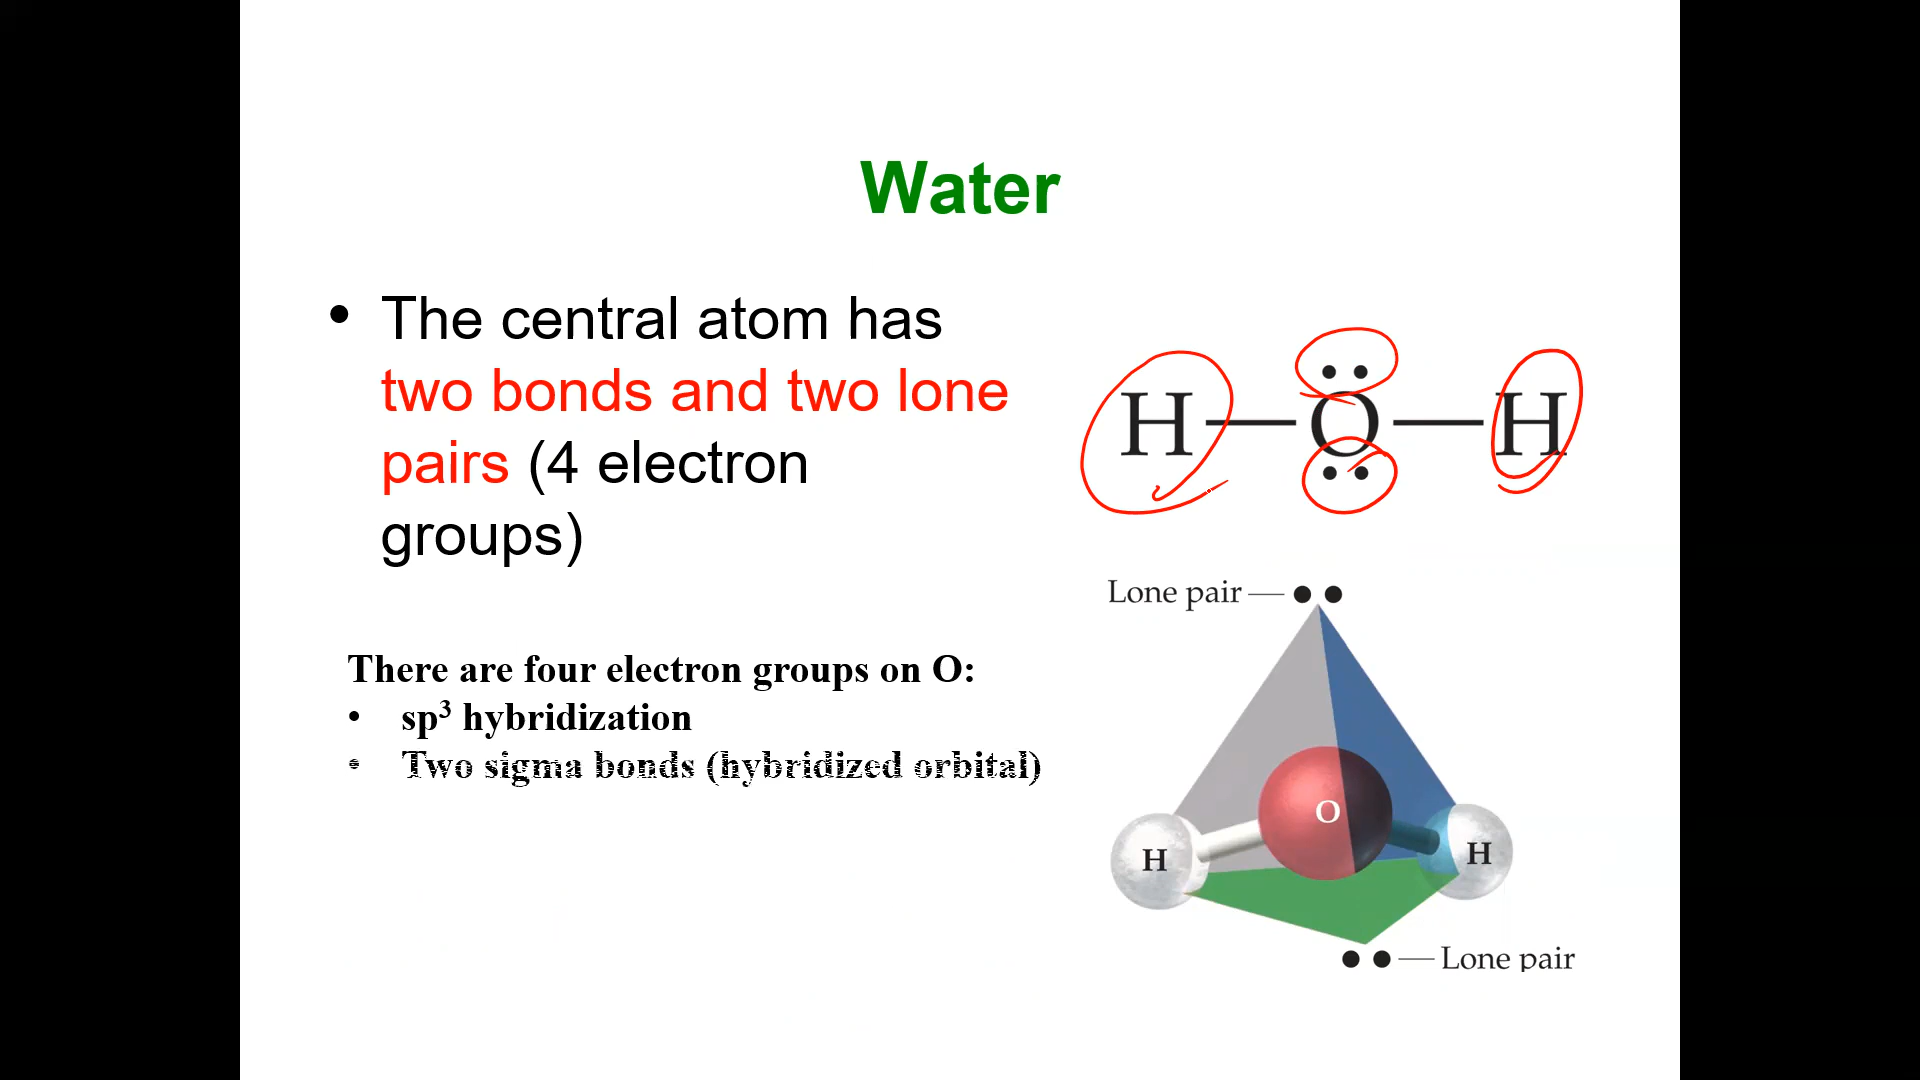 Water
• The central atom has
two bonds and two lone
pairs (4 electron
groups)
H—O—H
There are four electron groups on O:
• sp³ hybridization
• Two sigma bonds (hybridized orbital)
Lone pair
O
H H
Lone pair